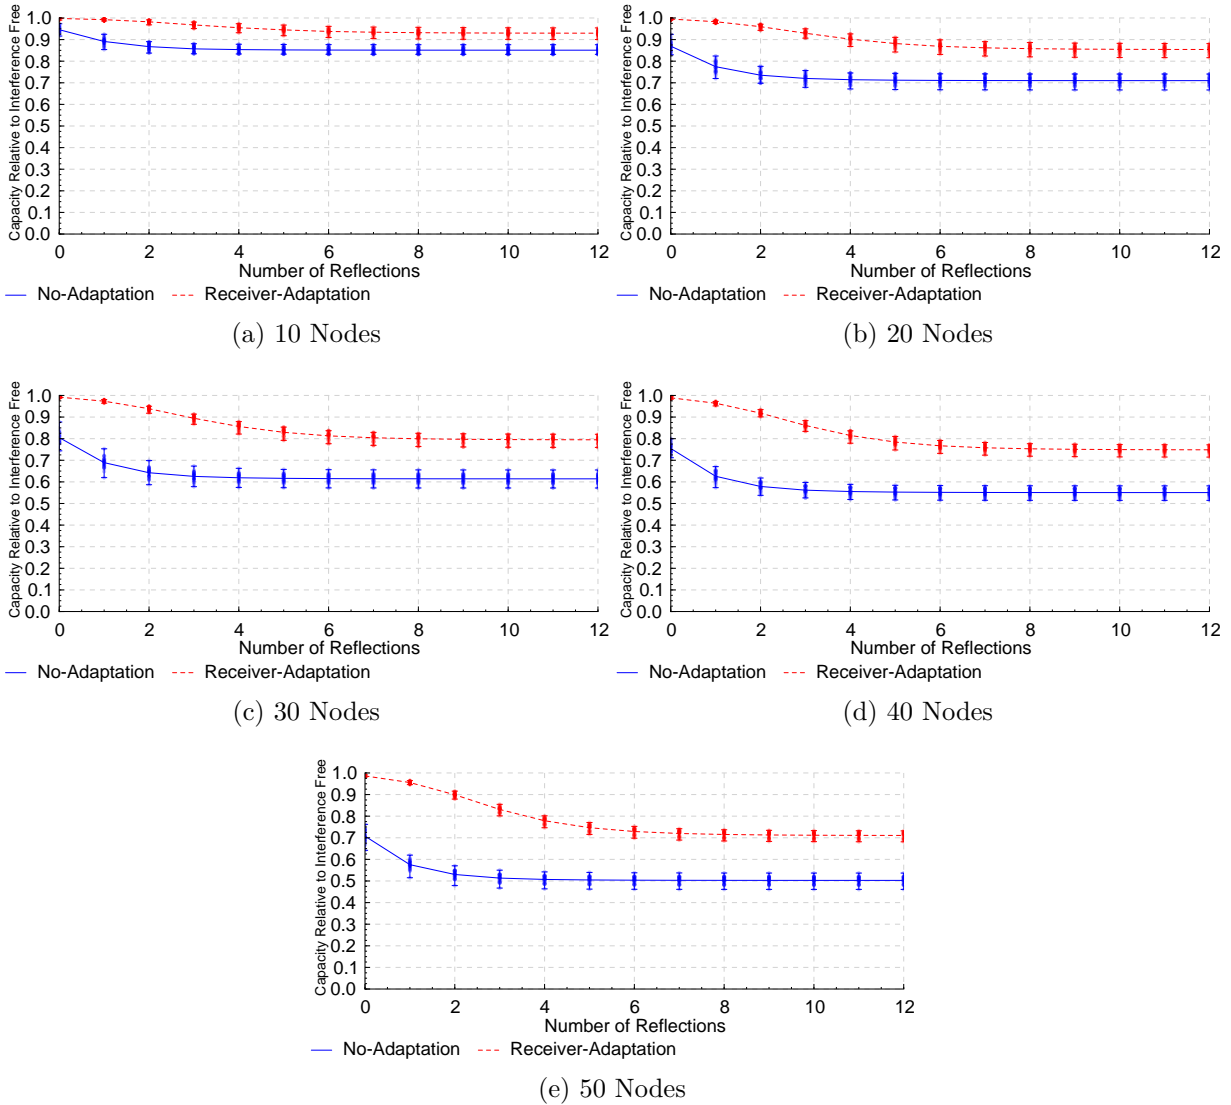 Capacity Relative to Interference Free
1.0
0.9
0.8
0.7
0.6
0.5
0.4
0.3
0.2
0.1
0.0
0 2 4 6 8 10 12
Number of Reflections
No-Adaptation Receiver-Adaptation
(a) 10 Nodes
Capacity Relative to Interference Free
1.0
0.9
0.8
0.7
0.6
0.5
0.4
0.3
0.2
0.1
0.0
0 2 4 6 8 10 12
Number of Reflections
No-Adaptation Receiver-Adaptation
(b) 20 Nodes
Capacity Relative to Interference Free
1.0
0.9
0.8
0.7
0.6
0.5
0.4
0.3
0.2
0.1
0.0
0 2 4 6 8 10 12
Number of Reflections
No-Adaptation Receiver-Adaptation
(c) 30 Nodes
Capacity Relative to Interference Free
1.0
0.9
0.8
0.7
0.6
0.5
0.4
0.3
0.2
0.1
0.0
0 2 4 6 8 10 12
Number of Reflections
No-Adaptation Receiver-Adaptation
(d) 40 Nodes
Capacity Relative to Interference Free
1.0
0.9
0.8
0.7
0.6
0.5
0.4
0.3
0.2
0.1
0.0
0 2 4 6 8 10 12
Number of Reflections
No-Adaptation Receiver-Adaptation
(e) 50 Nodes